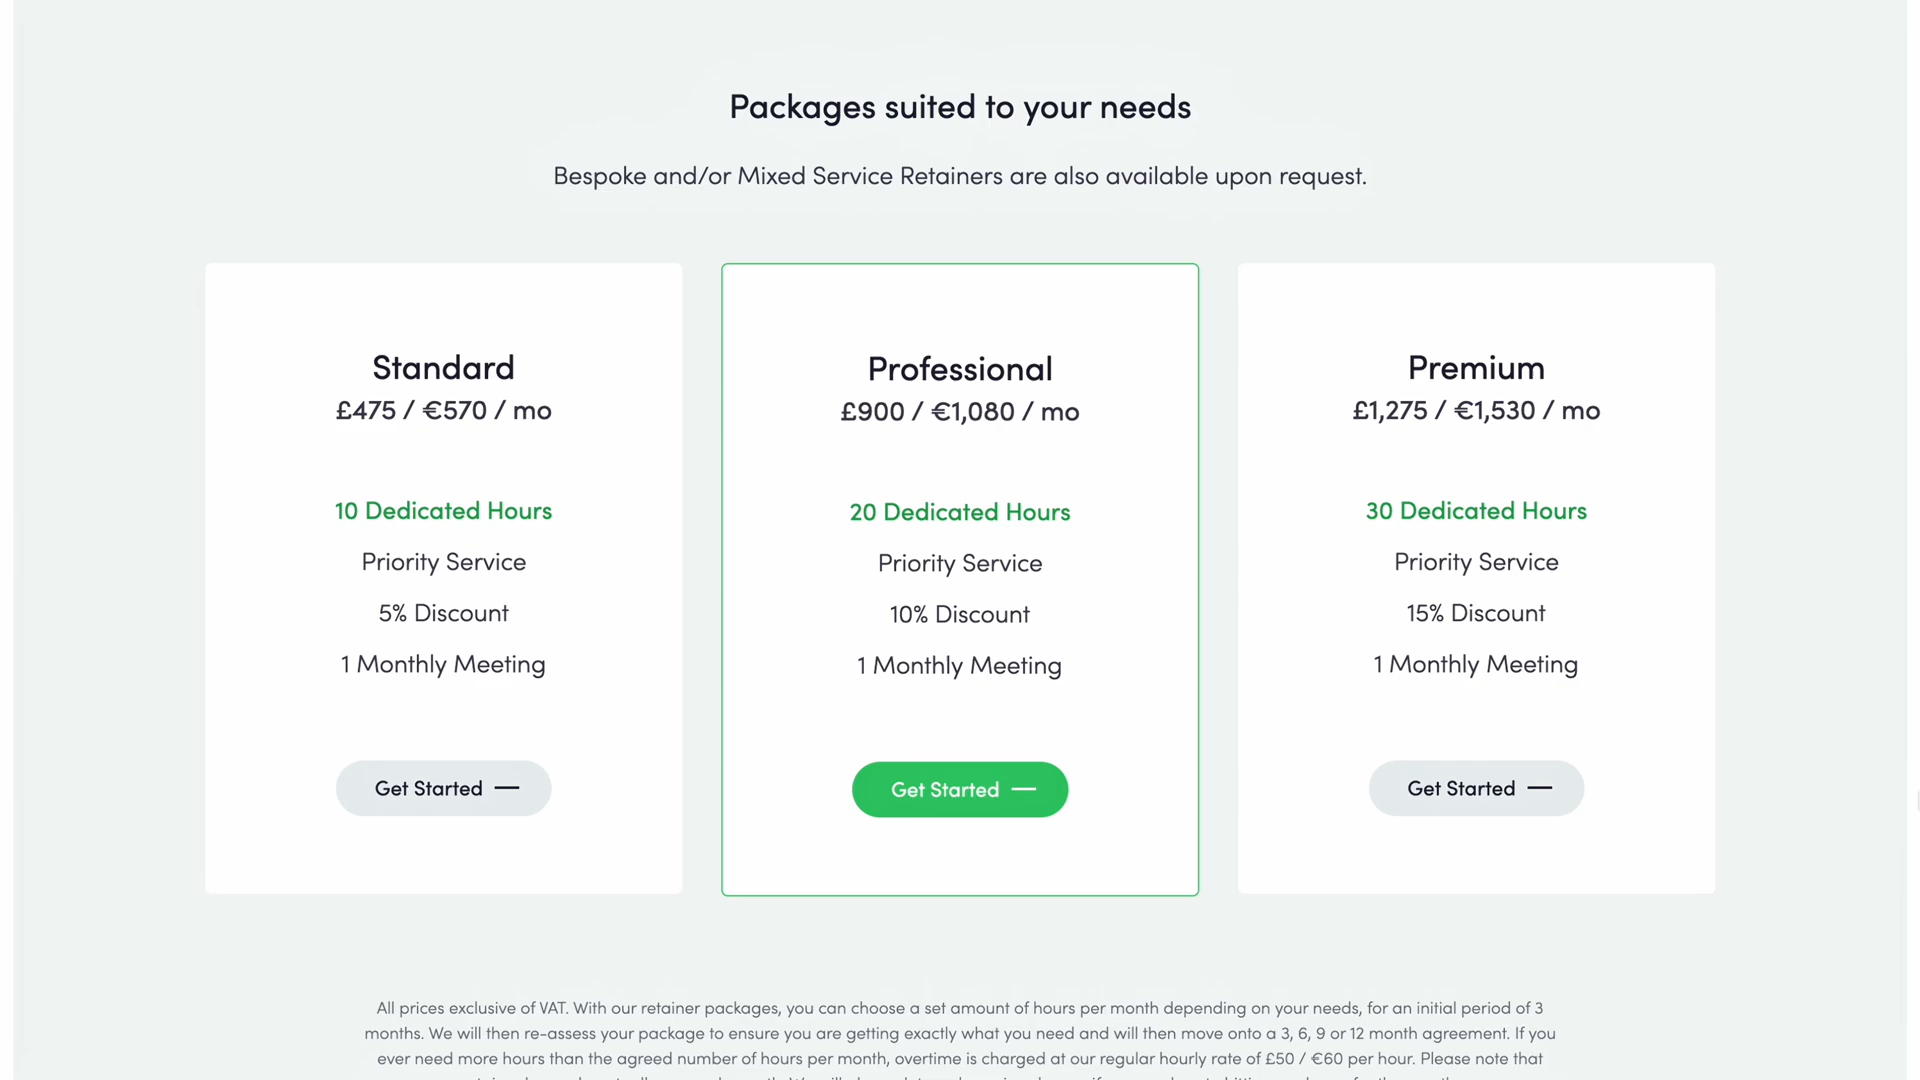 Packages suited to your needs
Bespoke and/or Mixed Service Retainers are also available upon request.
Standard
£475 / €570 / mo
10 Dedicated Hours
Priority Service
5% Discount
1 Monthly Meeting
Get Started
Professional
£900 / €1,080 / mo
20 Dedicated Hours
Priority Service
10% Discount
1 Monthly Meeting
Get Started
Premium
£1,275 / €1,530 / mo
30 Dedicated Hours
Priority Service
15% Discount
1 Monthly Meeting
Get Started
All prices exclusive of VAT. With our retainer packages, you can choose a set amount of hours per month depending on your needs, for an initial period of 3
months. We will then re-assess your package to ensure you are getting exactly what you need and will then move onto a 3, 6, 9 or 12 month agreement. If you
ever need more hours than the agreed number of hours per month, overtime is charged at our regular hourly rate of £50 / €60 per hour. Please note that